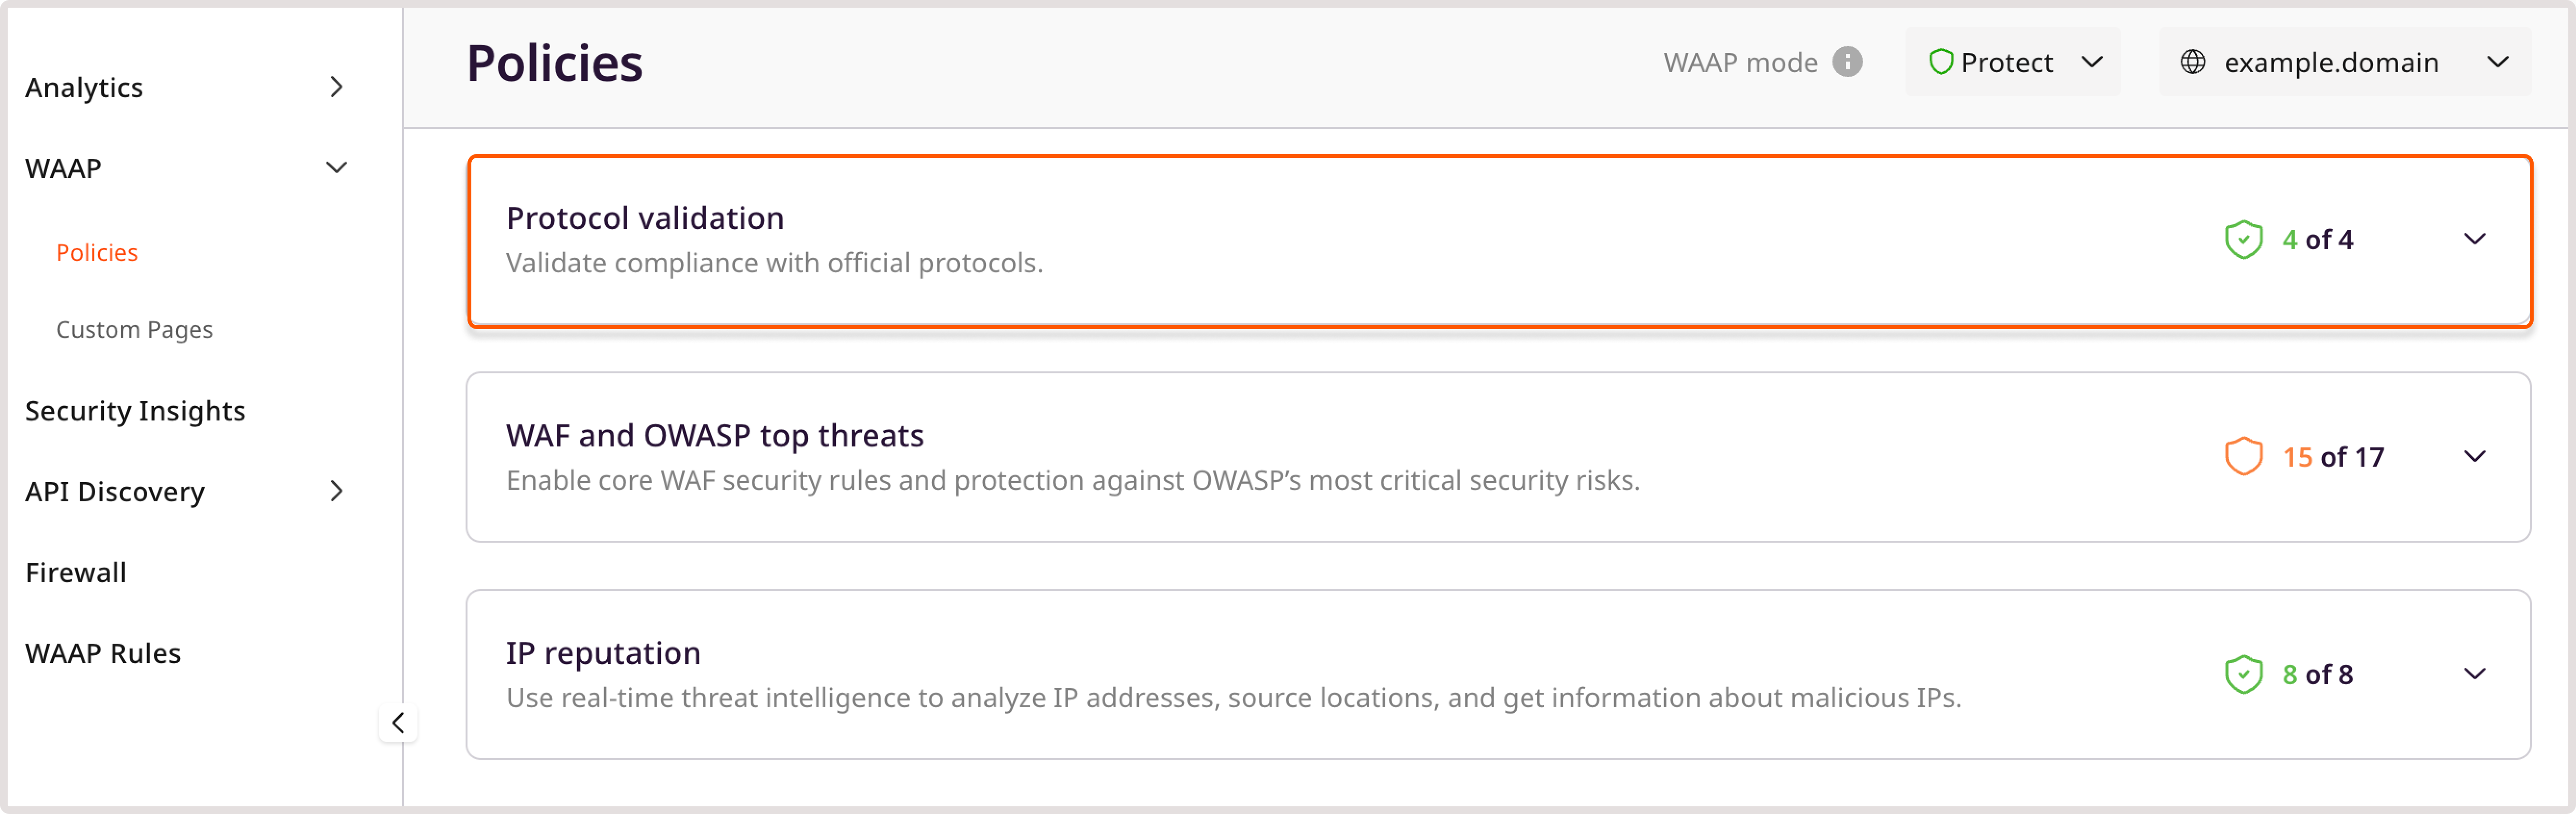 Analytics
WAAP
Policies
Custom Pages
Security Insights
API Discovery
Firewall
WAAP Rules
Policies
WAAP mode
Protect
example.domain
Protocol validation
Validate compliance with official protocols.
4 of 4
WAF and OWASP top threats
Enable core WAF security rules and protection against OWASP’s most critical security risks.
15 of 17
IP reputation
Use real-time threat intelligence to analyze IP addresses, source locations, and get information about malicious IPs.
8 of 8